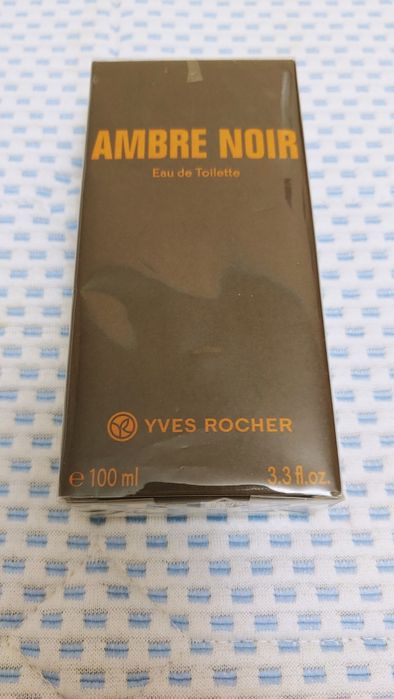 AMBRE NOIR
Eau de Toilette
YVES ROCHER
℮ 100 ml 3.3 fl.oz.